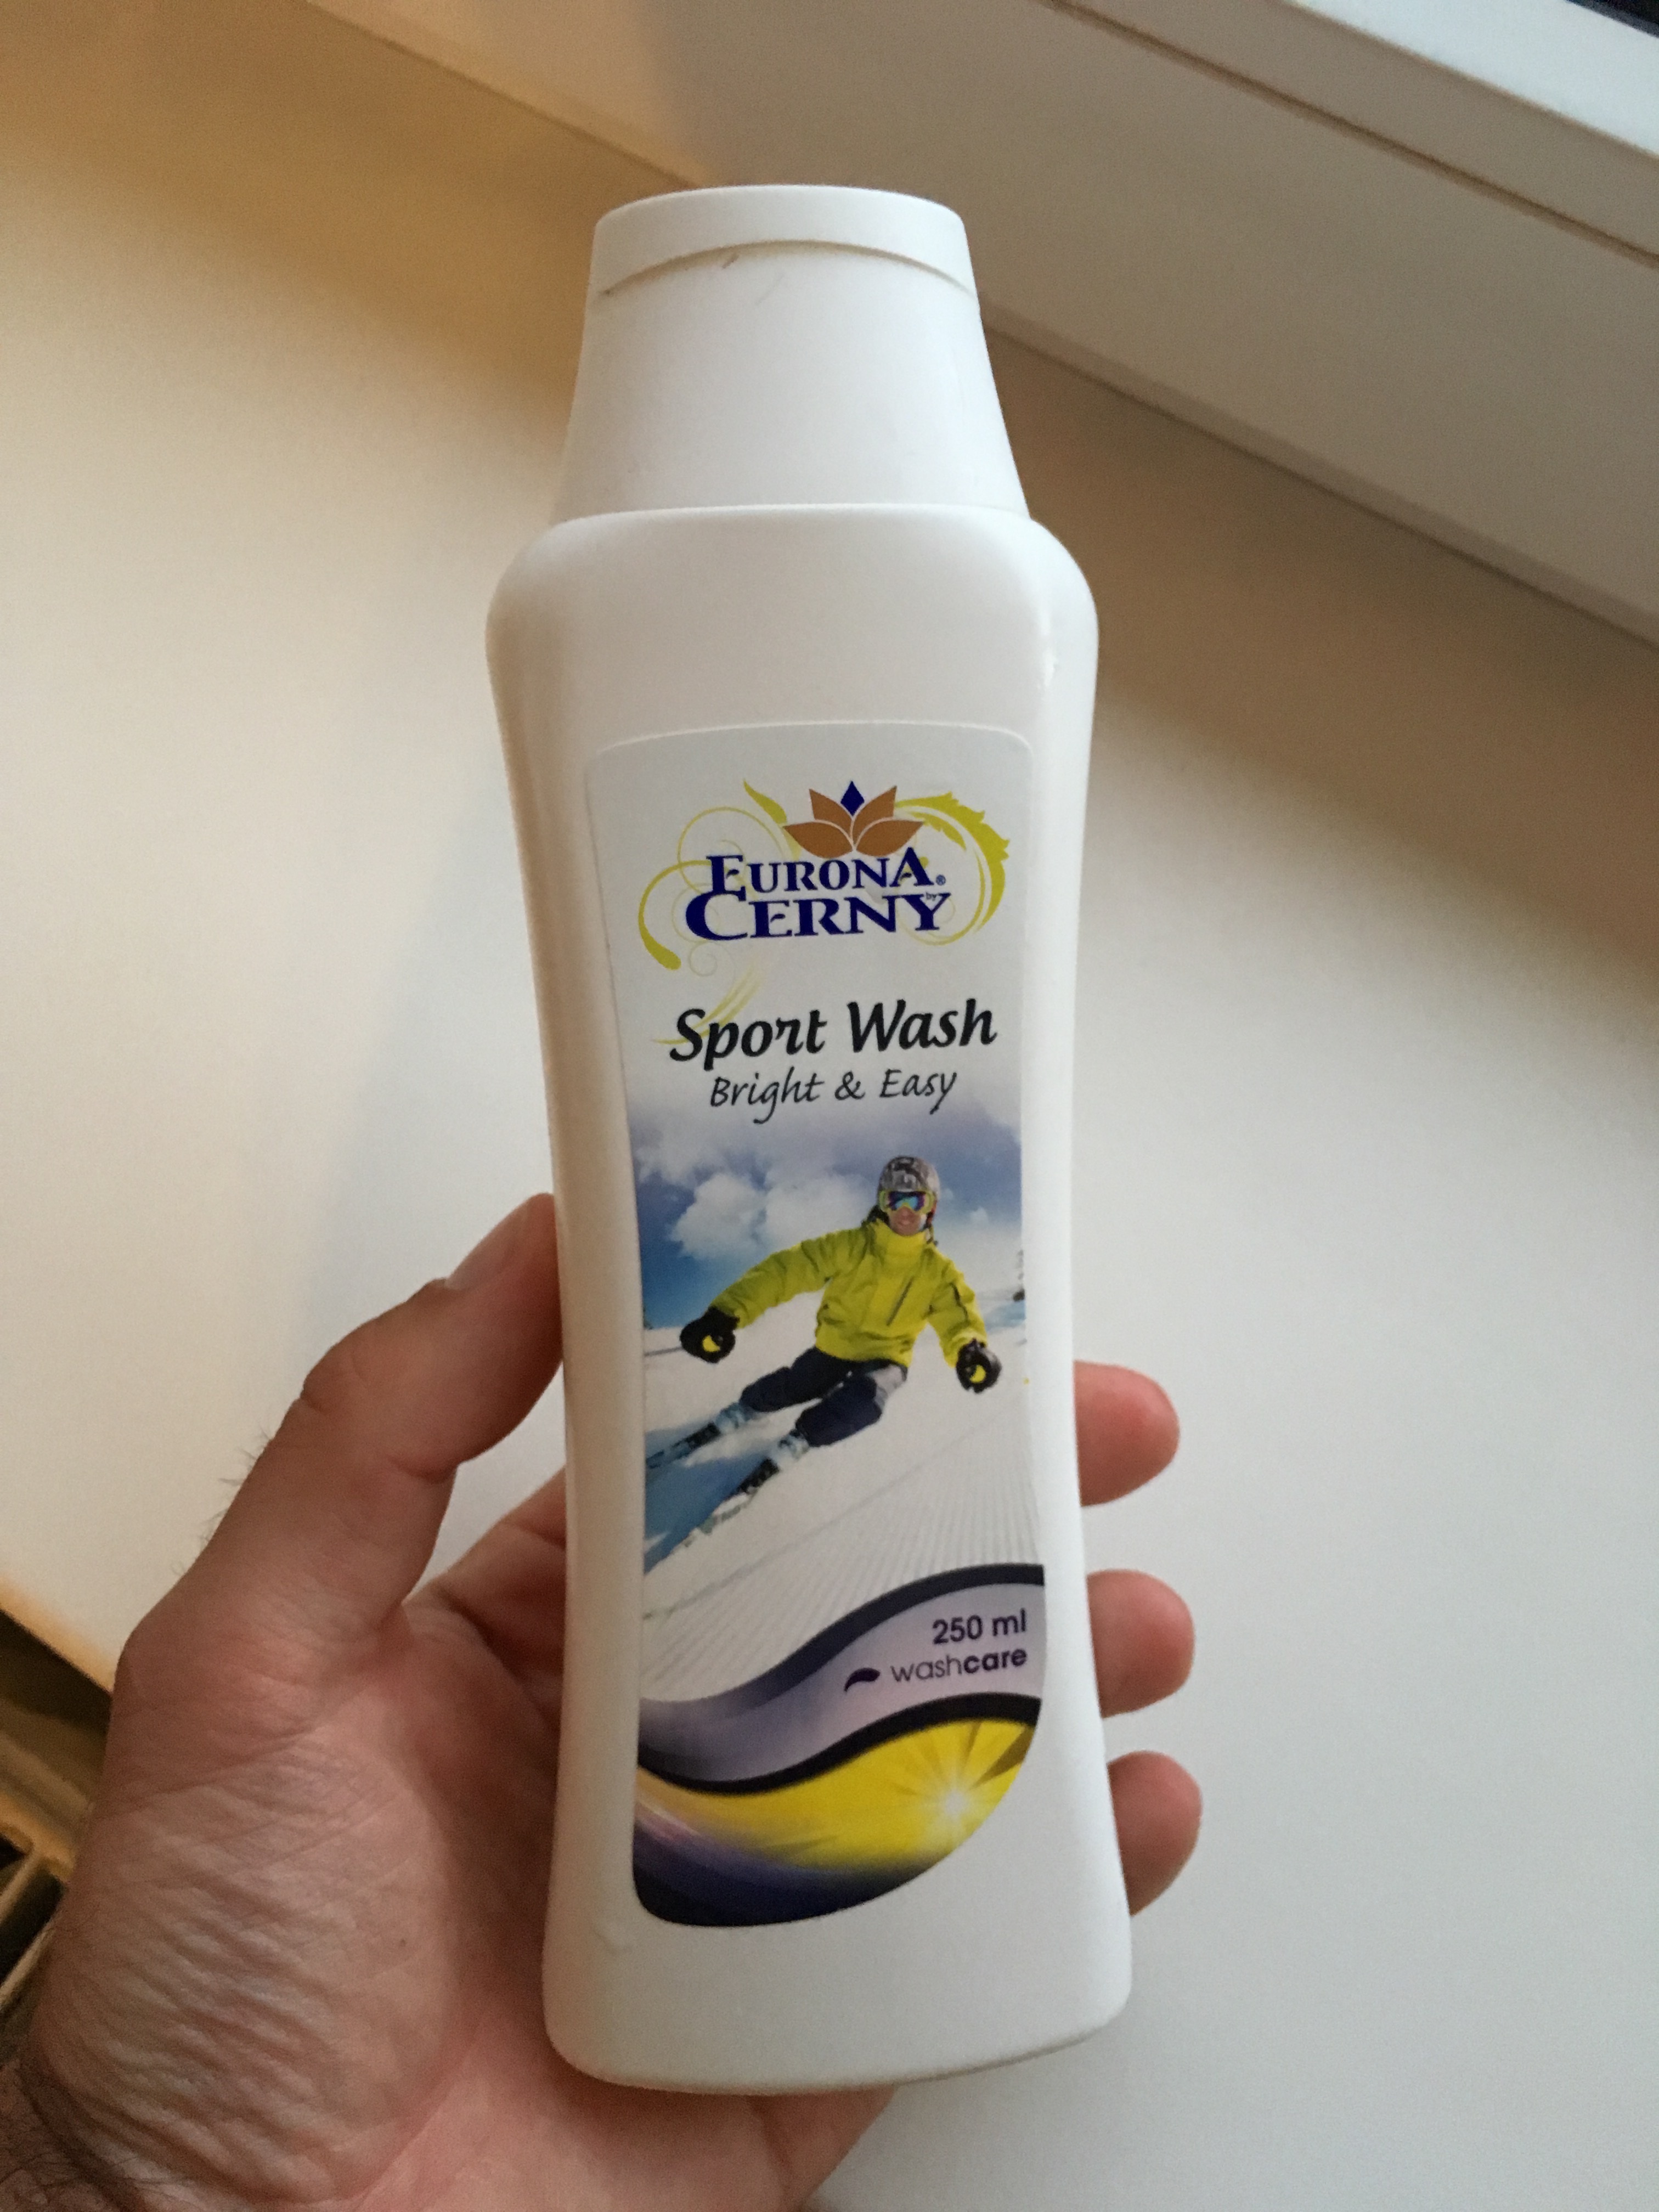 EURONA®
by
CERNY
Sport Wash
Bright & Easy
250 ml
washcare